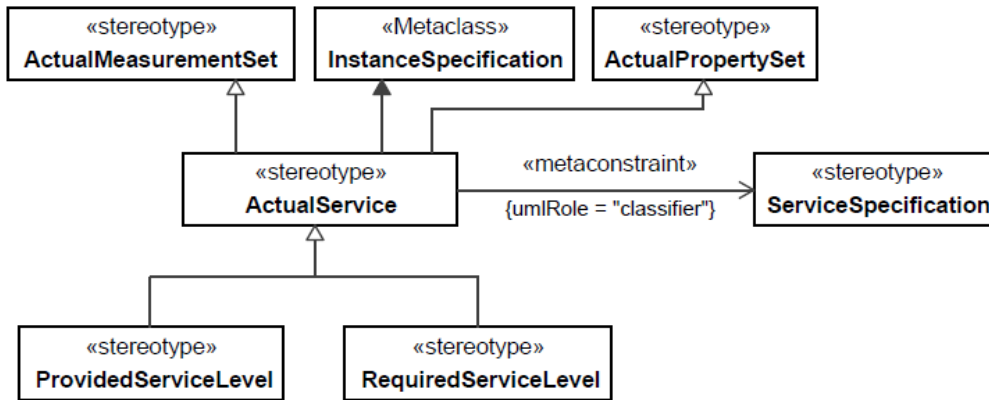 «stereotype»
ActualMeasurementSet
«Metaclass»
InstanceSpecification
«stereotype»
ActualPropertySet
«stereotype»
ActualService
«metaconstraint»
{umlRole = "classifier"}
«stereotype»
ServiceSpecification
«stereotype»
ProvidedServiceLevel
«stereotype»
RequiredServiceLevel